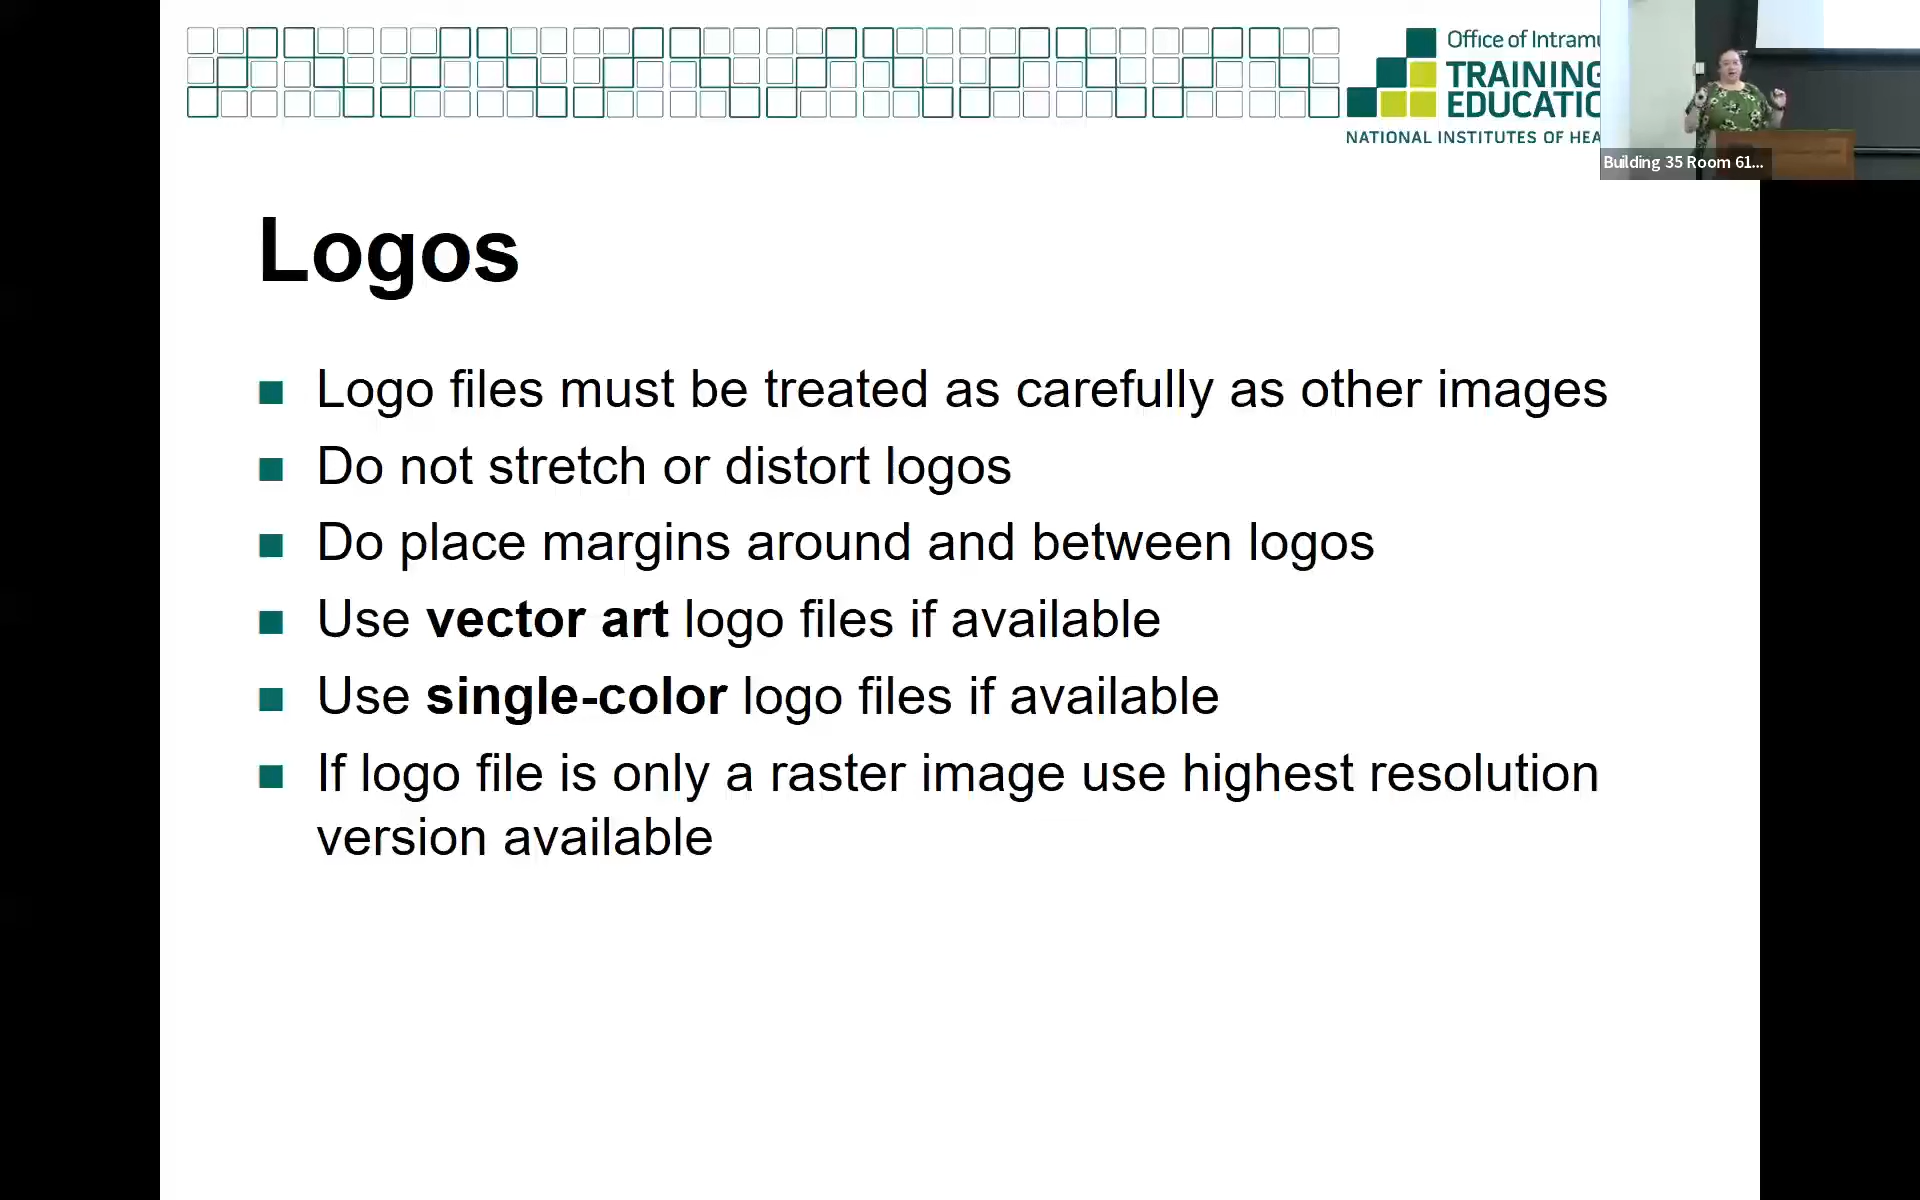 Office of Intramu
TRAINING
EDUCATIO
NATIONAL INSTITUTES OF HEA
Building 35 Room 61...
Logos
Logo files must be treated as carefully as other images
Do not stretch or distort logos
Do place margins around and between logos
Use vector art logo files if available
Use single-color logo files if available
If logo file is only a raster image use highest resolution
version available